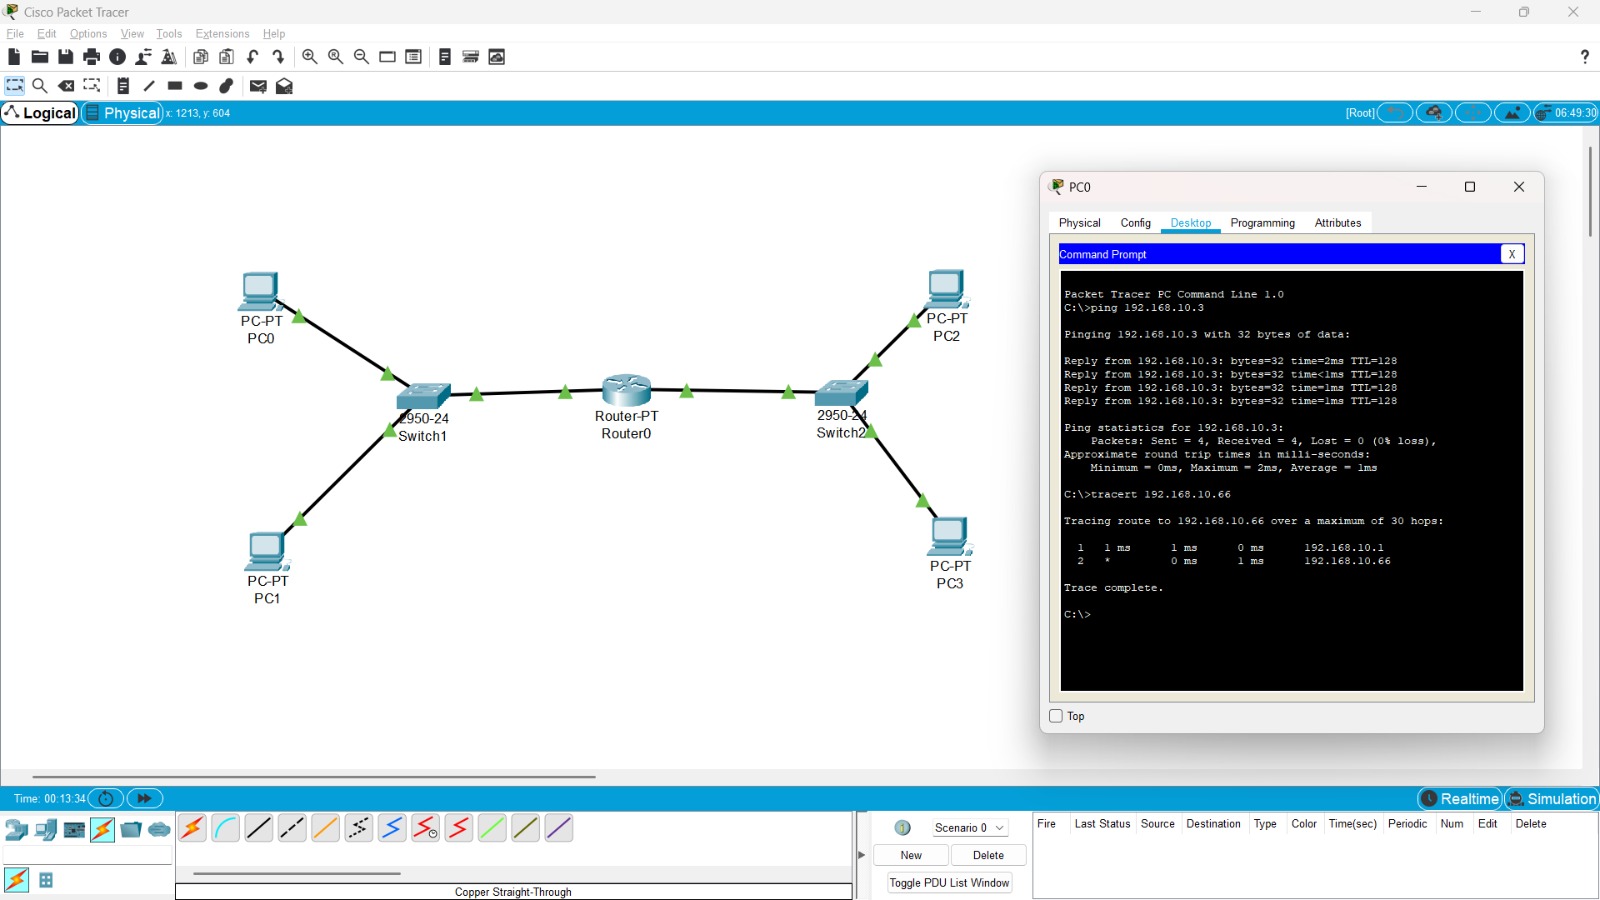 Cisco Packet Tracer
File Edit Options View Tools Extensions Help
?
Logical Physical x: 1213, y: 604 [Root] 06:49:30
PC-PT
PC0
PC-PT
PC2
2950-24
Switch1
Router-PT
Router0
2950-24
Switch2
PC-PT
PC1
PC-PT
PC3
PC0
Physical Config Desktop Programming Attributes
Command Prompt X
Packet Tracer PC Command Line 1.0
C:\>ping 192.168.10.3
Pinging 192.168.10.3 with 32 bytes of data:
Reply from 192.168.10.3: bytes=32 time=2ms TTL=128
Reply from 192.168.10.3: bytes=32 time<1ms TTL=128
Reply from 192.168.10.3: bytes=32 time=1ms TTL=128
Reply from 192.168.10.3: bytes=32 time=1ms TTL=128
Ping statistics for 192.168.10.3:
Packets: Sent = 4, Received = 4, Lost = 0 (0% loss),
Approximate round trip times in milli-seconds:
Minimum = 0ms, Maximum = 2ms, Average = 1ms
C:\>tracert 192.168.10.66
Tracing route to 192.168.10.66 over a maximum of 30 hops:
1 1 ms 1 ms 0 ms 192.168.10.1
2 * 0 ms 1 ms 192.168.10.66
Trace complete.
C:\>
Top
Time: 00:13:34 Realtime Simulation
Scenario 0
New Delete
Toggle PDU List Window
Fire Last Status Source Destination Type Color Time(sec) Periodic Num Edit Delete
Copper Straight-Through